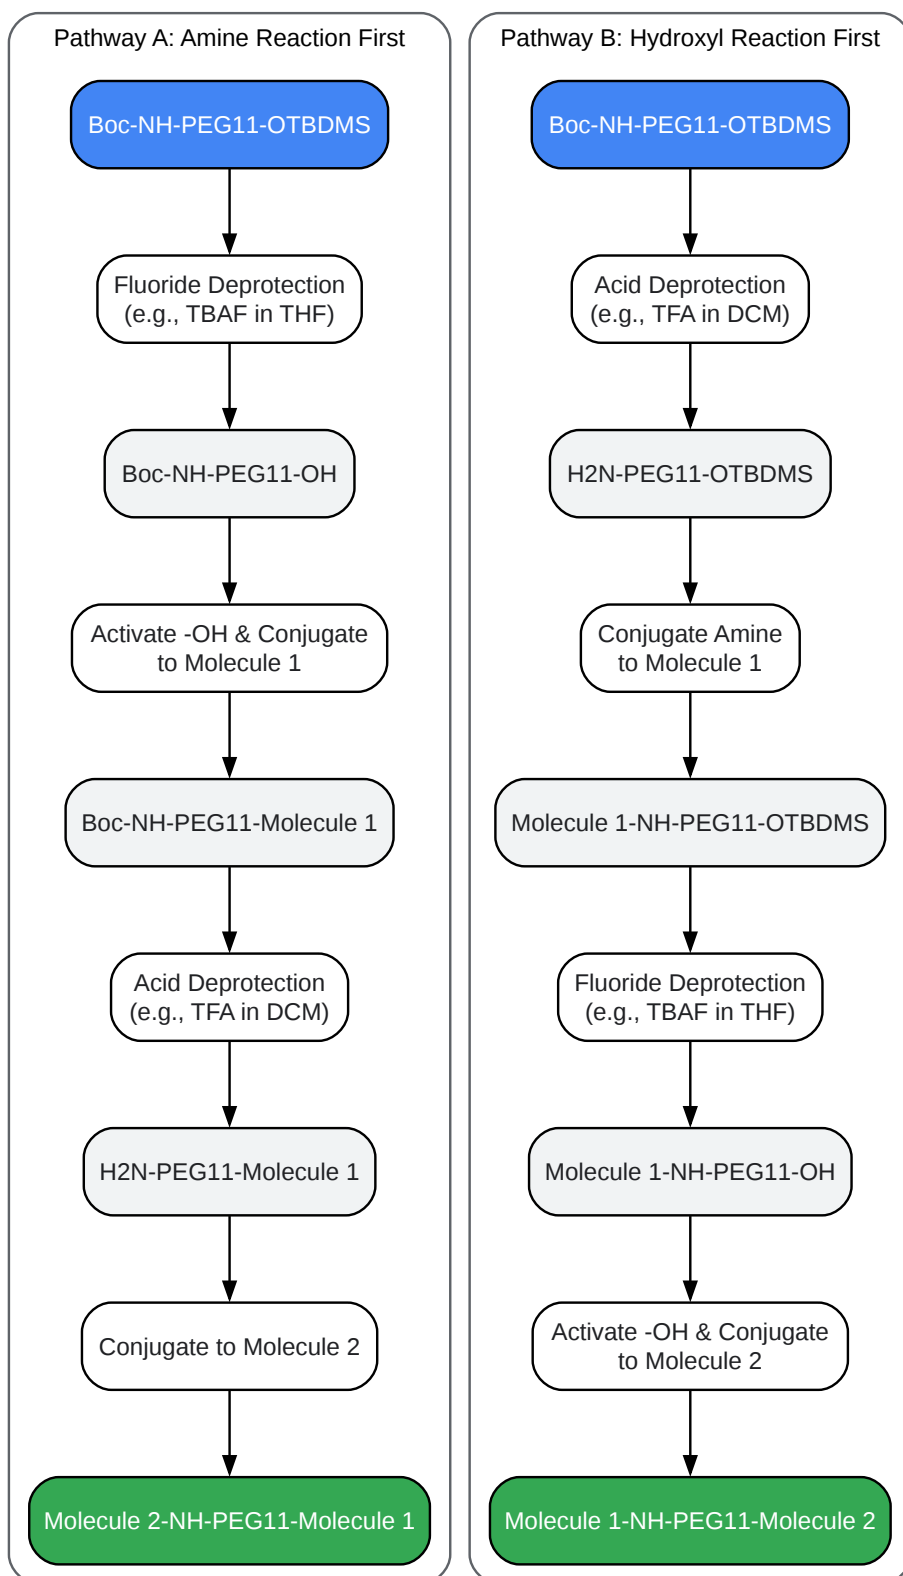 Pathway A: Amine Reaction First
Boc-NH-PEG11-OTBDMS
Fluoride Deprotection
(e.g., TBAF in THF)
Boc-NH-PEG11-OH
Activate -OH & Conjugate
to Molecule 1
Boc-NH-PEG11-Molecule 1
Acid Deprotection
(e.g., TFA in DCM)
H2N-PEG11-Molecule 1
Conjugate to Molecule 2
Molecule 2-NH-PEG11-Molecule 1
Pathway B: Hydroxyl Reaction First
Boc-NH-PEG11-OTBDMS
Acid Deprotection
(e.g., TFA in DCM)
H2N-PEG11-OTBDMS
Conjugate Amine
to Molecule 1
Molecule 1-NH-PEG11-OTBDMS
Fluoride Deprotection
(e.g., TBAF in THF)
Molecule 1-NH-PEG11-OH
Activate -OH & Conjugate
to Molecule 2
Molecule 1-NH-PEG11-Molecule 2